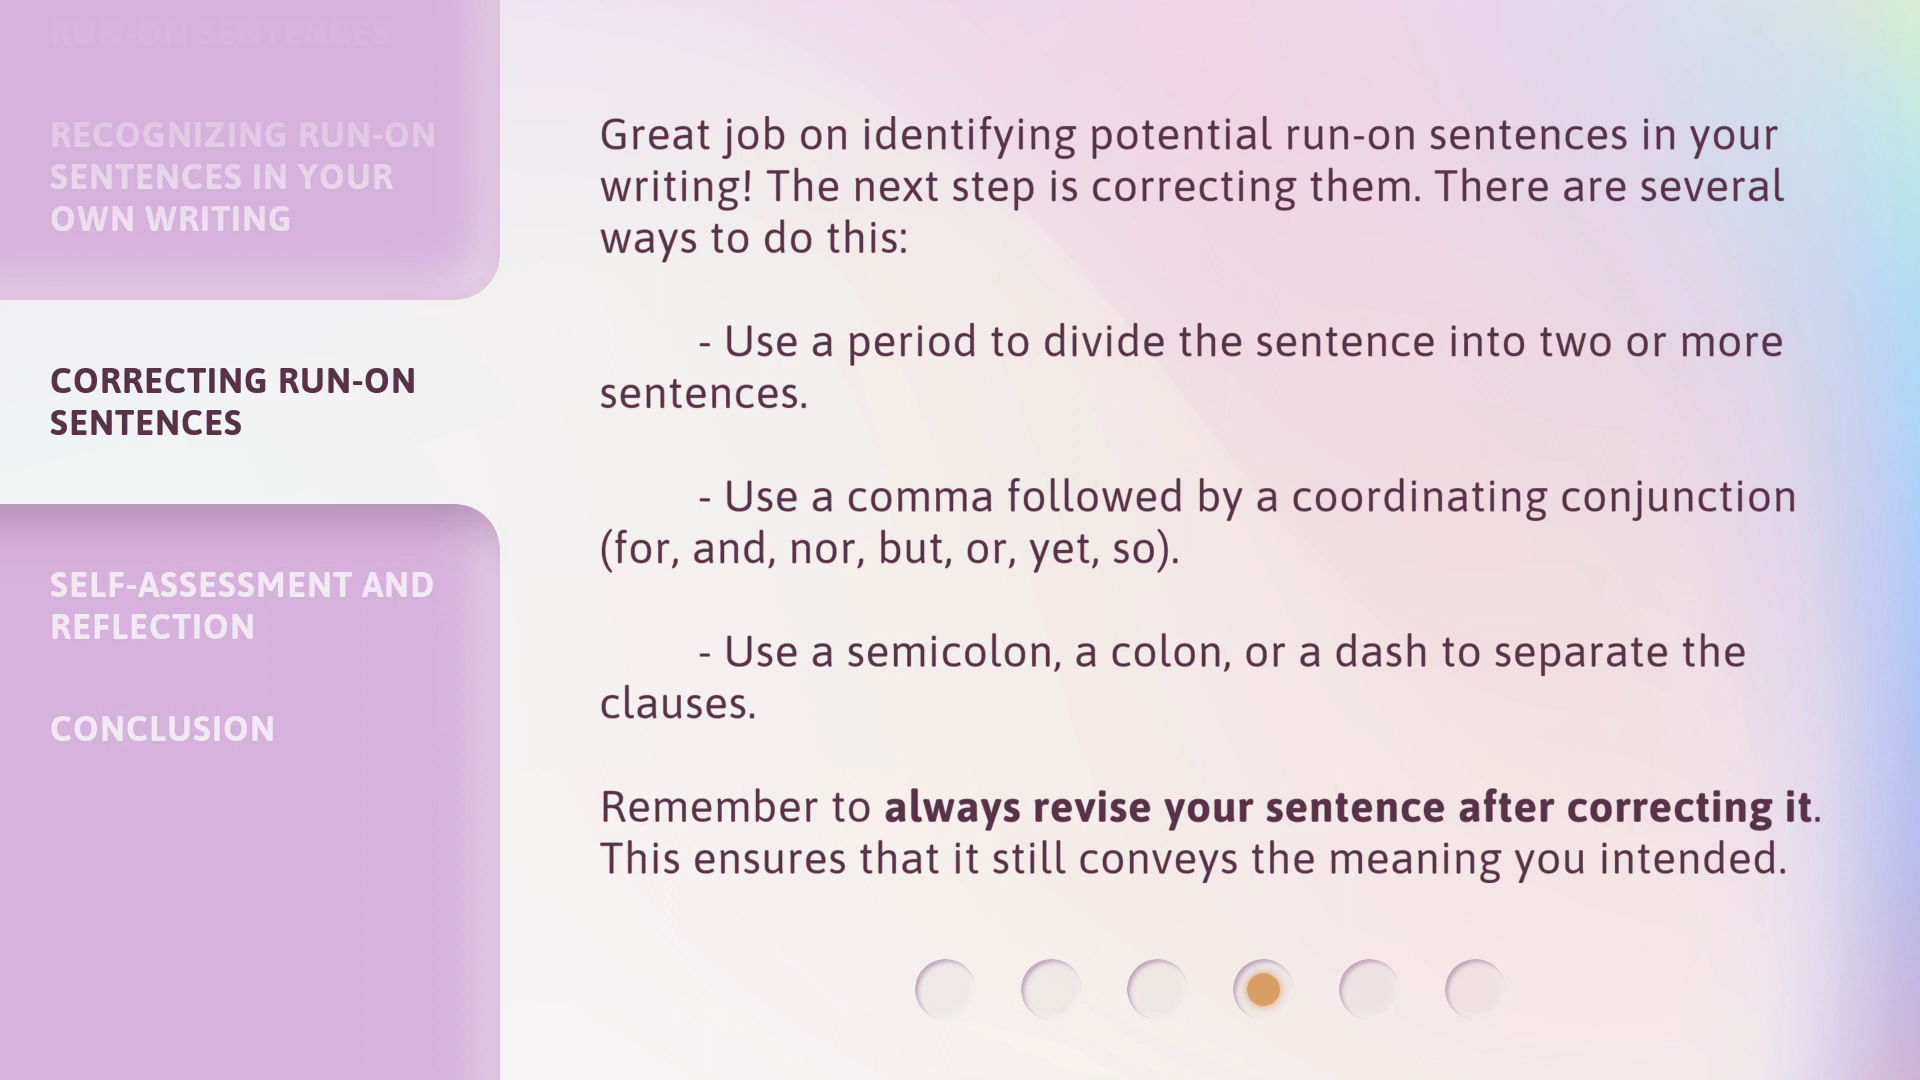 RUN-ON SENTENCES
RECOGNIZING RUN-ON
SENTENCES IN YOUR
OWN WRITING
CORRECTING RUN-ON
SENTENCES
SELF-ASSESSMENT AND
REFLECTION
CONCLUSION
Great job on identifying potential run-on sentences in your
writing! The next step is correcting them. There are several
ways to do this:
- Use a period to divide the sentence into two or more
sentences.
- Use a comma followed by a coordinating conjunction
(for, and, nor, but, or, yet, so).
- Use a semicolon, a colon, or a dash to separate the
clauses.
Remember to always revise your sentence after correcting it.
This ensures that it still conveys the meaning you intended.